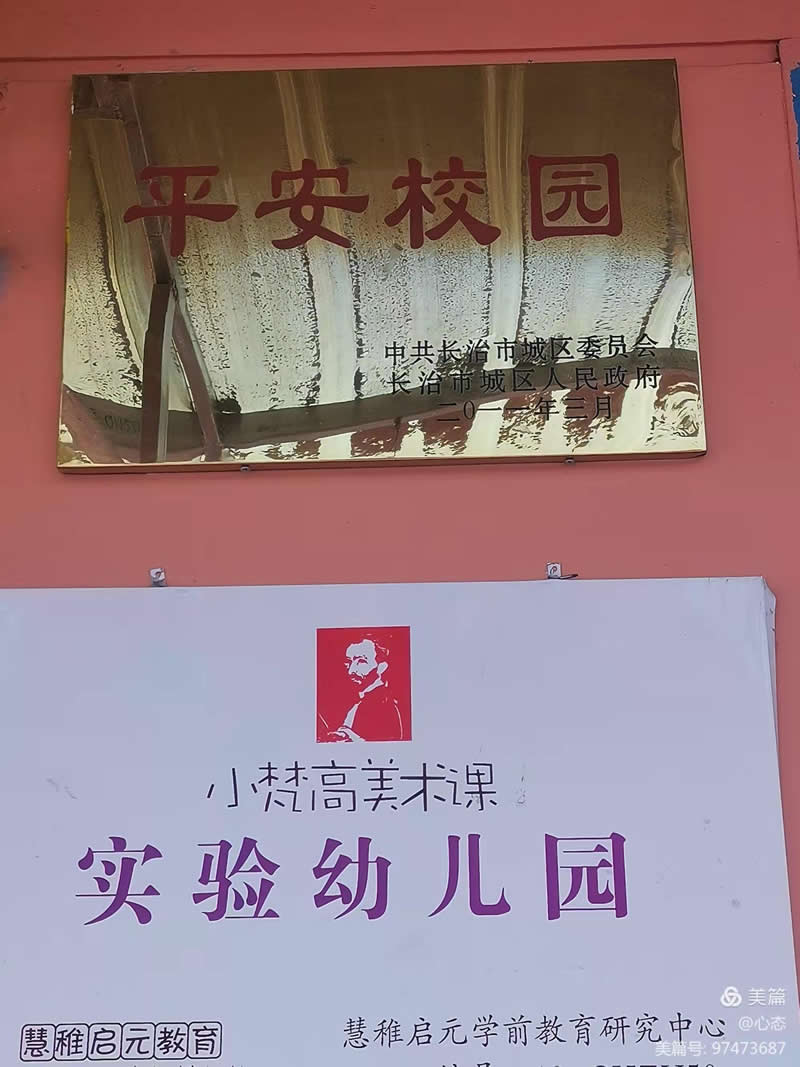 平安校园
中共长治市城区委员会
长治市城区人民政府
二0一一年三月
小梵高美术课
实验幼儿园
慧稚启元教育
慧稚启元学前教育研究中心
美篇
@心态
美篇号: 97473687